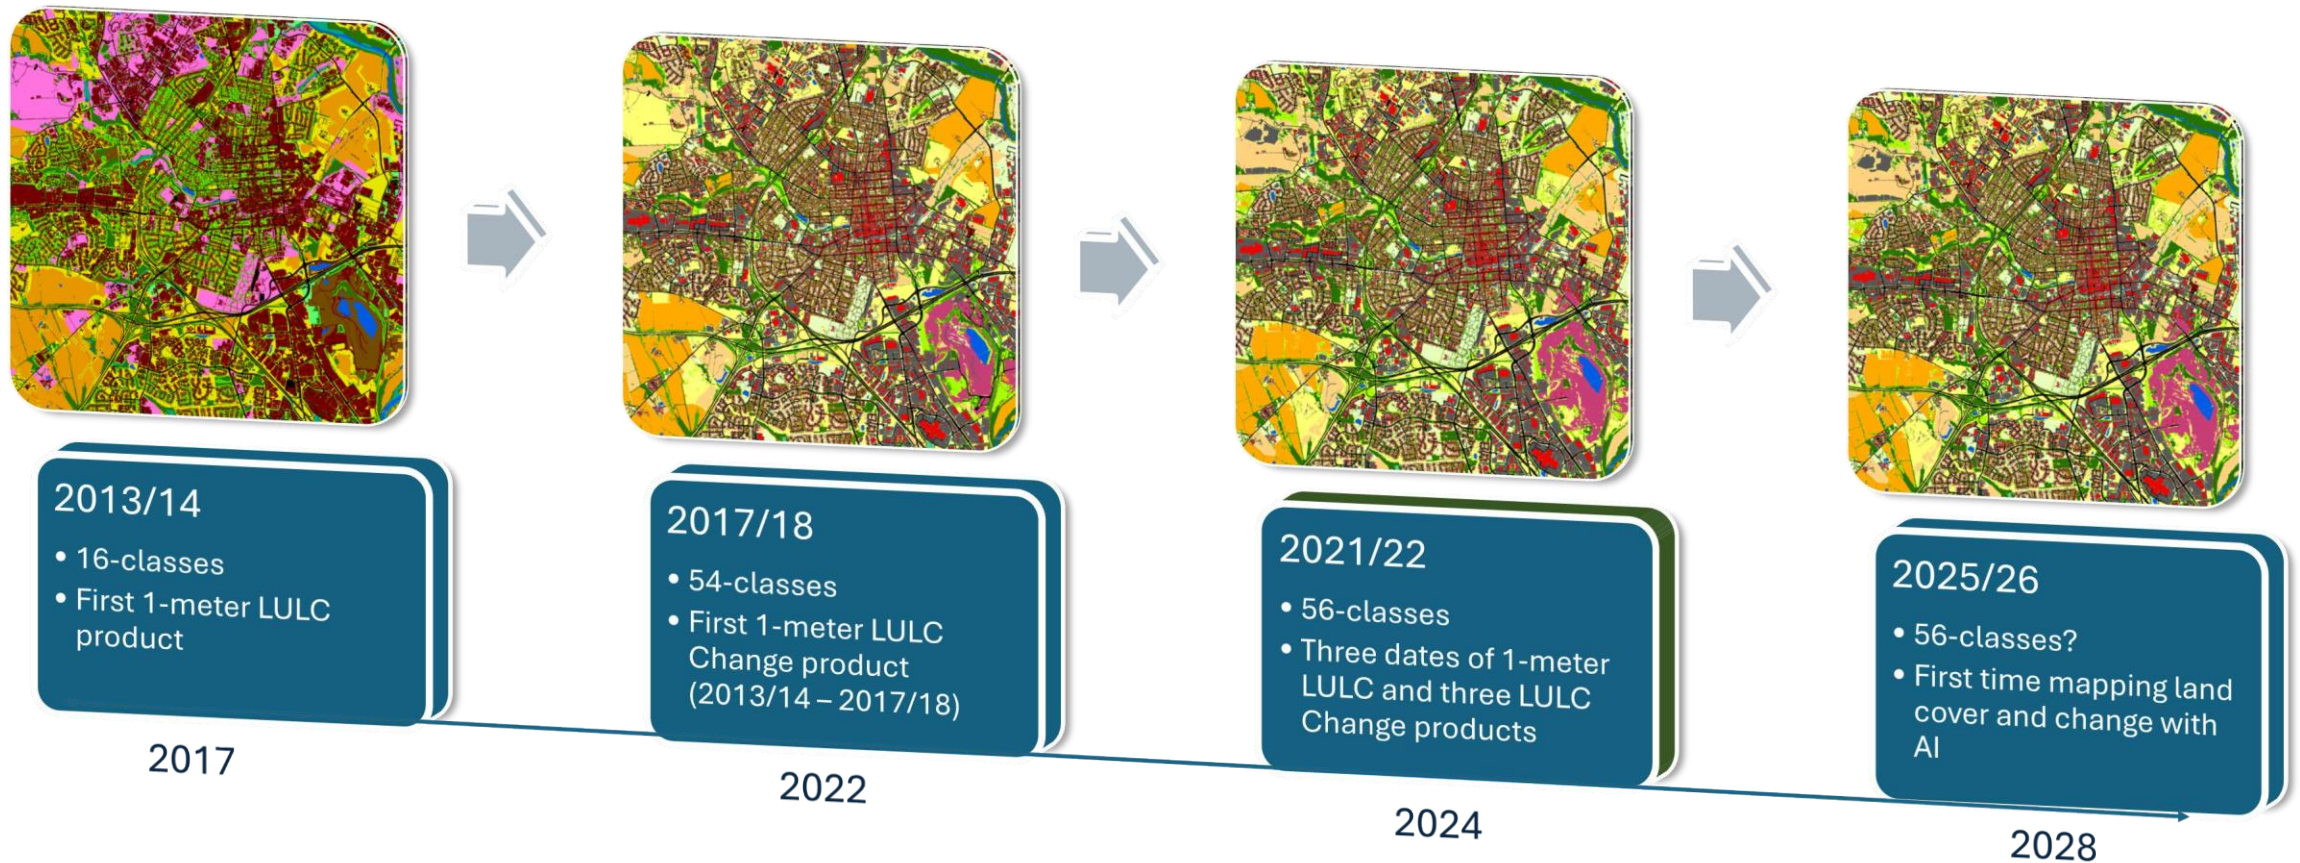 2013/14
• 16-classes
• First 1-meter LULC
product
2017
2017/18
• 54-classes
• First 1-meter LULC
Change product
(2013/14 – 2017/18)
2022
2021/22
• 56-classes
• Three dates of 1-meter
LULC and three LULC
Change products
2024
2025/26
• 56-classes?
• First time mapping land
cover and change with
AI
2028